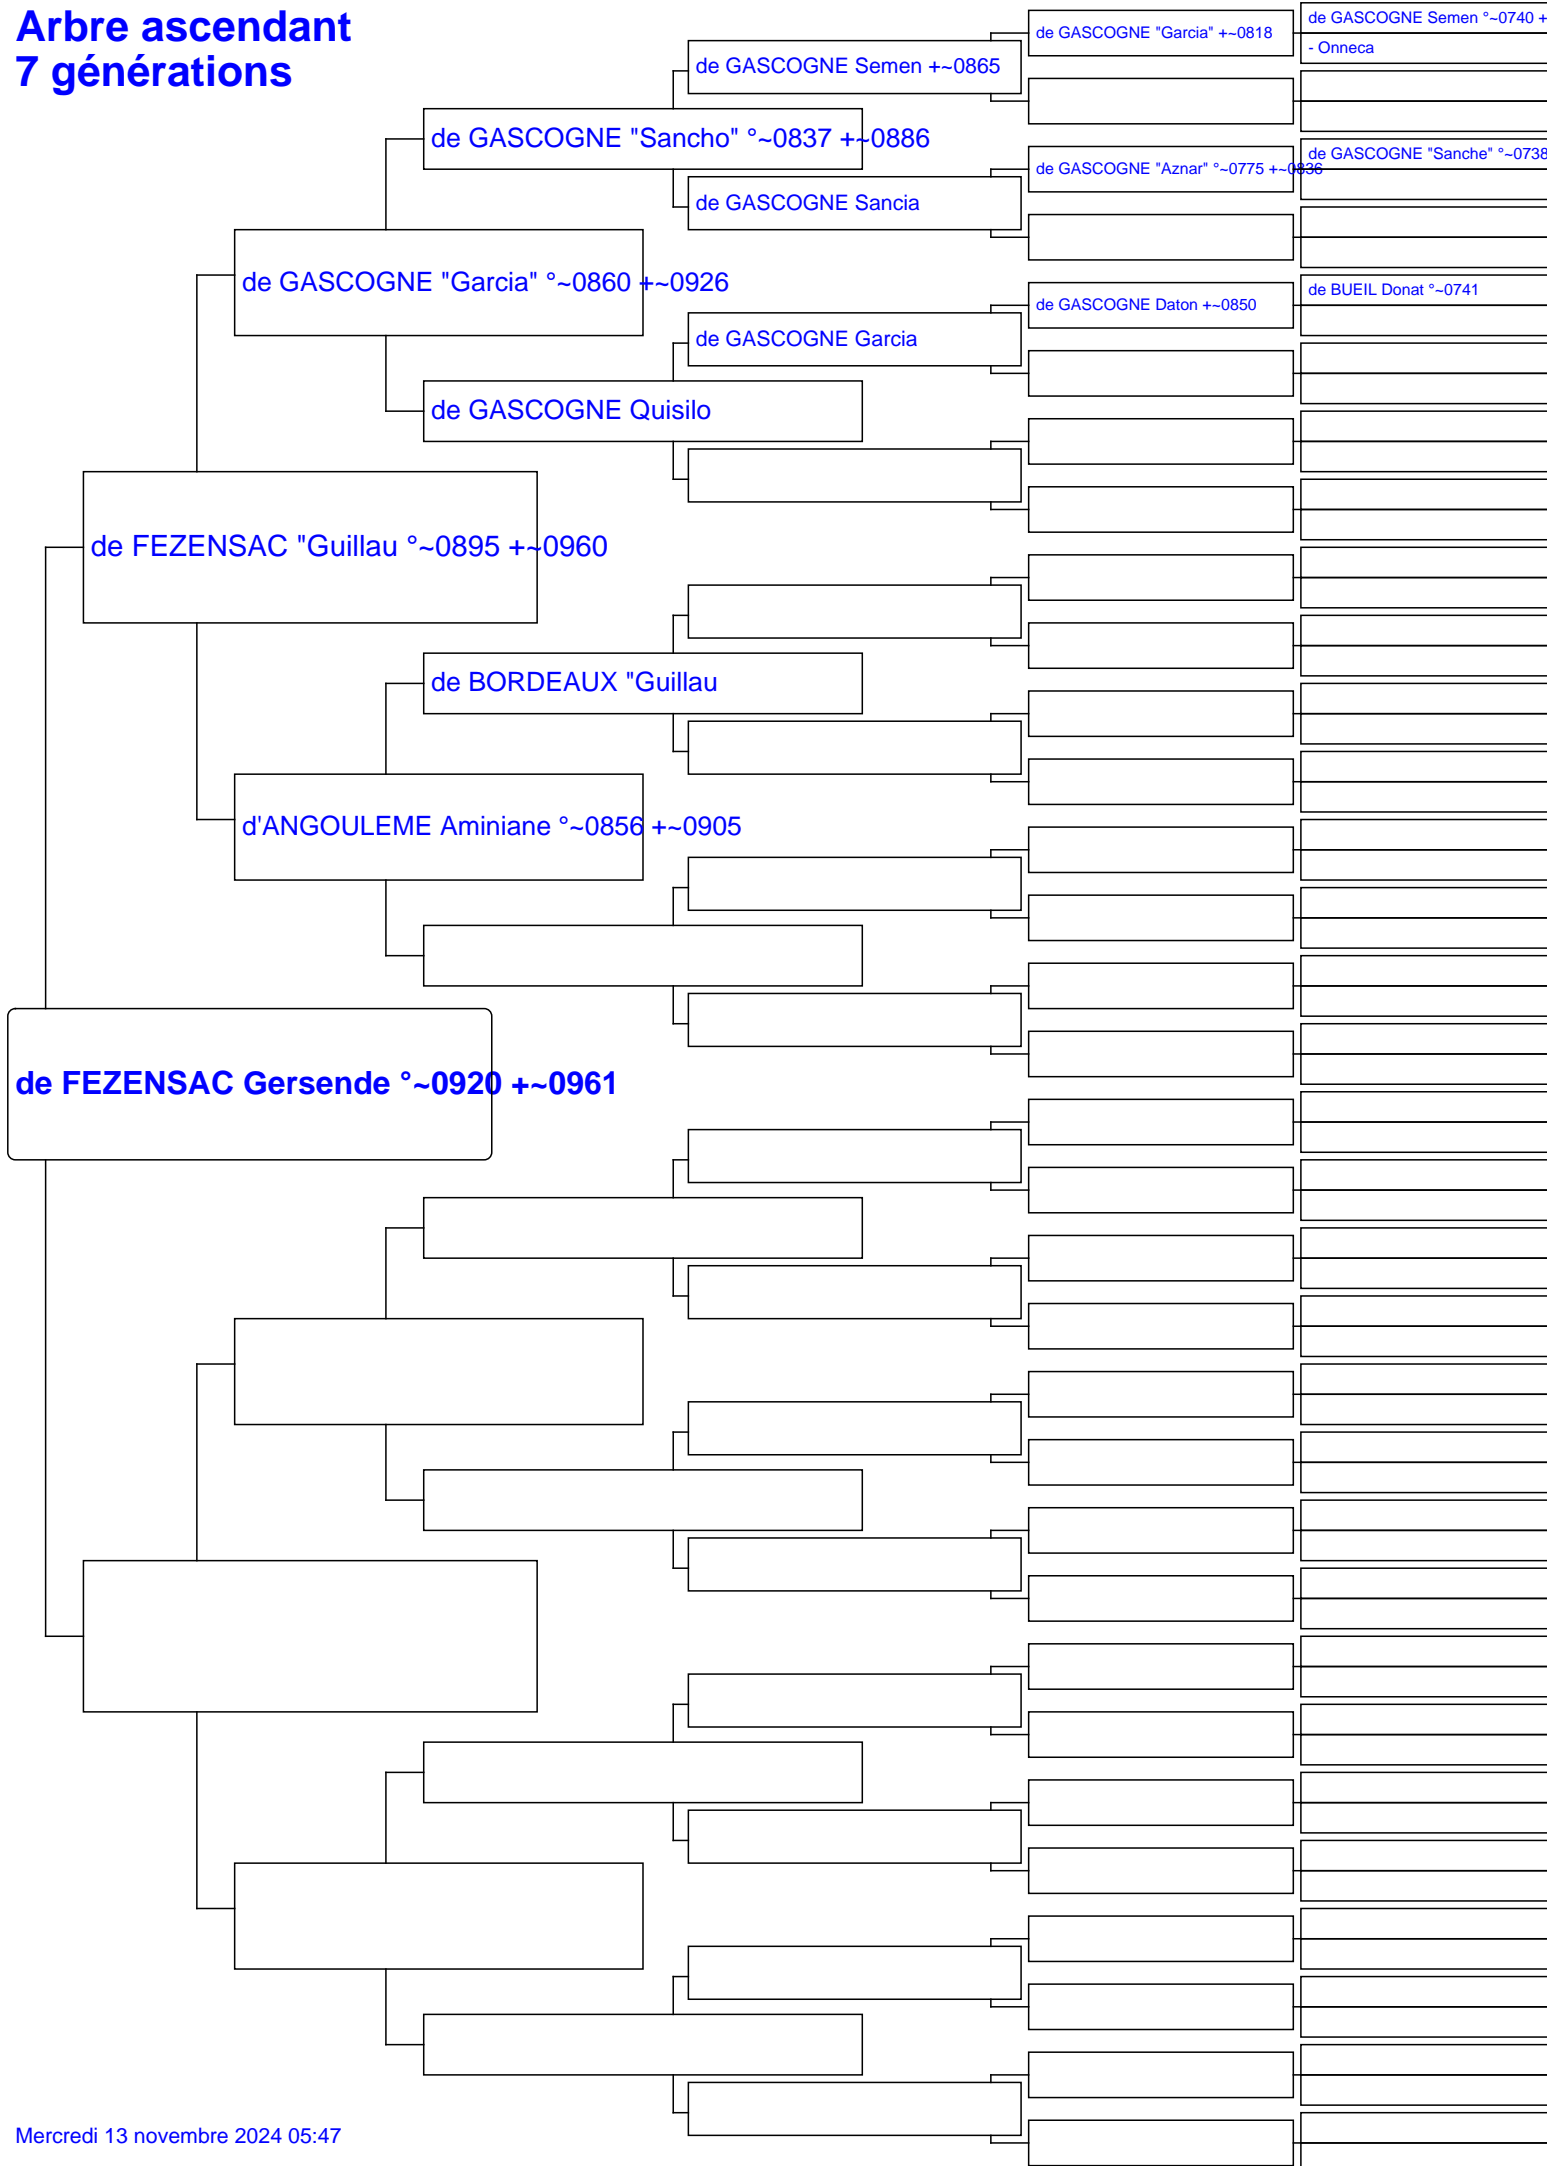 Arbre ascendant
7 générations
de GASCOGNE "Garcia" +~0818
de GASCOGNE Semen °~0740 +
- Onneca
de GASCOGNE Semen +~0865
de GASCOGNE "Sancho" °~0837 +~0886
de GASCOGNE "Aznar" °~0775 +~0836
de GASCOGNE "Sanche" °~0738
de GASCOGNE Sancia
de GASCOGNE "Garcia" °~0860 +~0926
de GASCOGNE Daton +~0850
de BUEIL Donat °~0741
de GASCOGNE Garcia
de GASCOGNE Quisilo
de FEZENSAC "Guillau °~0895 +~0960
de BORDEAUX "Guillau
d'ANGOULEME Aminiane °~0856 +~0905
de FEZENSAC Gersende °~0920 +~0961
Mercredi 13 novembre 2024 05:47